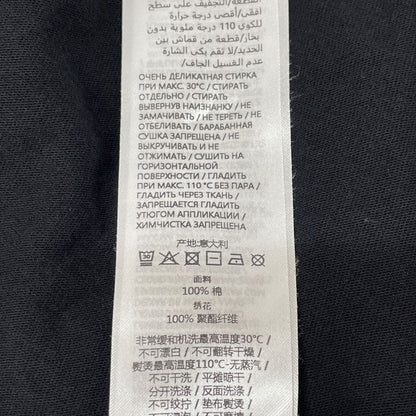 القطعة/التجفيف على سطح
افقي/أقصى درجة حرارة
للكوي 110 درجة مئوية بدون
بخار/قطعة من قماش بين
الحديد/لا تقم بكي الشارة
عدم الغسيل الجاف/
ОЧЕНЬ ДЕЛИКАТНАЯ СТИРКА
ПРИ МАКС. 30°C / СТИРАТЬ
ОТДЕЛЬНО / СТИРАТЬ
ВЫВЕРНУВ НАИЗНАНКУ / НЕ
ЗАМАЧИВАТЬ / НЕ ТЕРЕТЬ / НЕ
ОТБЕЛИВАТЬ / БАРАБАННАЯ
СУШКА ЗАПРЕЩЕНА / НЕ
ВЫКРУЧИВАТЬ И НЕ
ОТЖИМАТЬ / СУШИТЬ НА
ГОРИЗОНТАЛЬНОЙ
ПОВЕРХНОСТИ / ГЛАДИТЬ
ПРИ МАКС. 110 °C БЕЗ ПАРА /
ГЛАДИТЬ ЧЕРЕЗ ТКАНЬ /
ЗАПРЕЩАЕТСЯ ГЛАДИТЬ
УТЮГОМ АППЛИКАЦИИ /
ХИМЧИСТКА ЗАПРЕЩЕНА
产地:意大利
面料
100% 棉
绣花
100% 聚酯纤维
非常缓和机洗最高温度30°C /
不可漂白 / 不可翻转干燥 /
熨烫最高温度110°C-无蒸汽 /
不可干洗 / 平摊晾干 /
分开洗涤 / 反面洗涤 /
不可绞拧 / 垫布熨烫 /